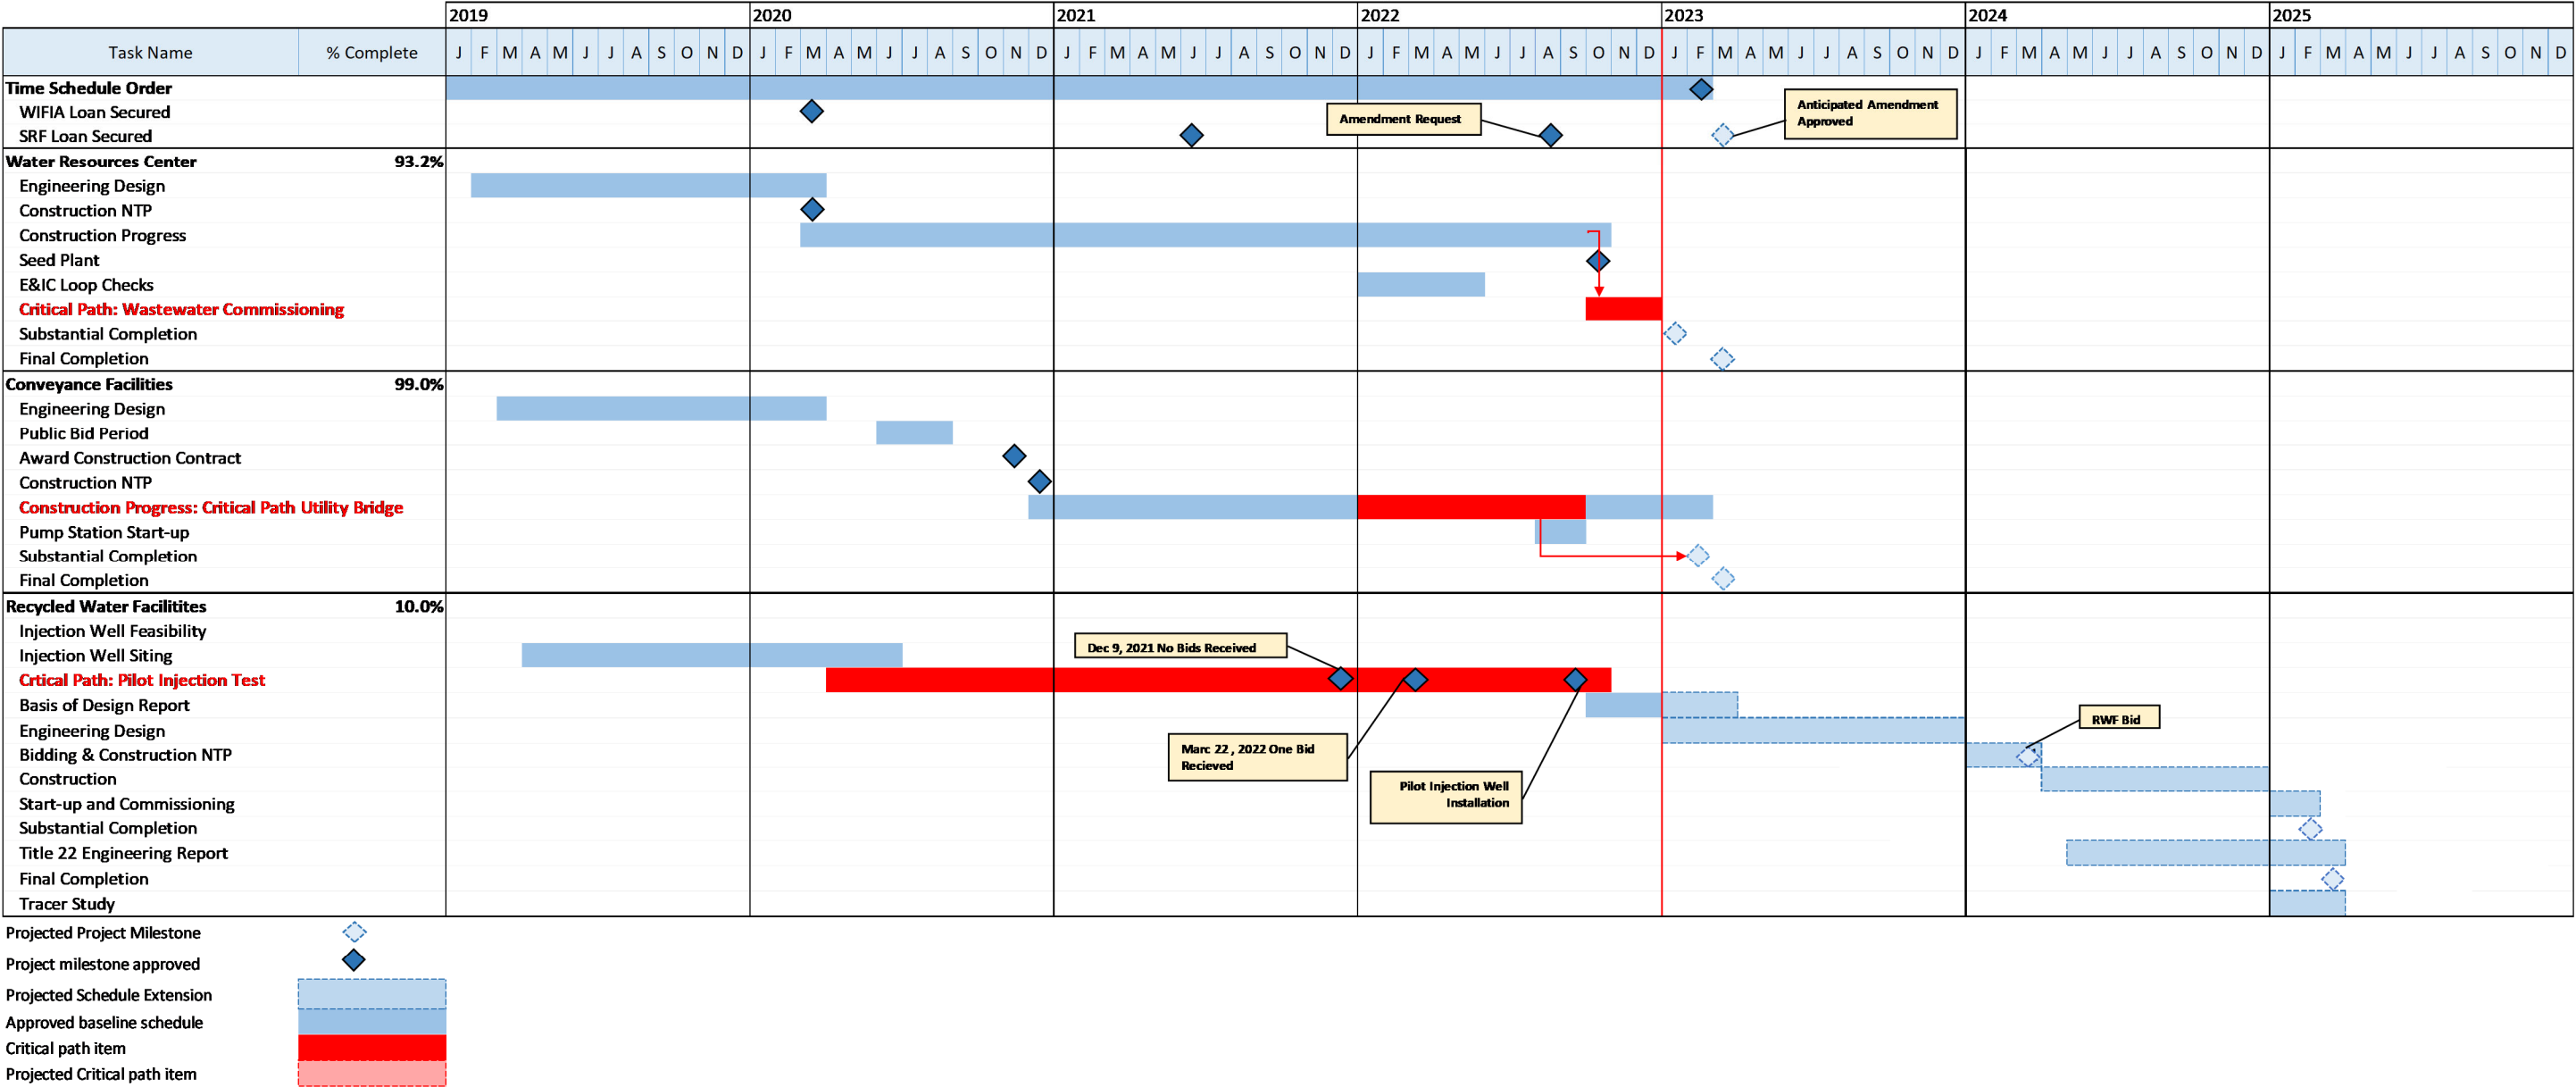 2019 2020 2021 2022 2023 2024 2025
Task Name % Complete J F M A M J J A S O N D J F M A M J J A S O N D J F M A M J J A S O N D J F M A M J J A S O N D J F M A M J J A S O N D J F M A M J J A S O N D J F M A M J J A S O N D
Time Schedule Order
WIFIA Loan Secured
SRF Loan Secured
Amendment Request
Anticipated Amendment
Approved
Water Resources Center 93.2%
Engineering Design
Construction NTP
Construction Progress
Seed Plant
E&IC Loop Checks
Critical Path: Wastewater Commissioning
Substantial Completion
Final Completion
Conveyance Facilities 99.0%
Engineering Design
Public Bid Period
Award Construction Contract
Construction NTP
Construction Progress: Critical Path Utility Bridge
Pump Station Start-up
Substantial Completion
Final Completion
Recycled Water Facilitites 10.0%
Injection Well Feasibility
Injection Well Siting
Dec 9, 2021 No Bids Received
Crtical Path: Pilot Injection Test
Basis of Design Report
Engineering Design
RWF Bid
Bidding & Construction NTP
Marc 22 , 2022 One Bid
Recieved
Construction
Pilot Injection Well
Installation
Start-up and Commissioning
Substantial Completion
Title 22 Engineering Report
Final Completion
Tracer Study
Projected Project Milestone
Project milestone approved
Projected Schedule Extension
Approved baseline schedule
Critical path item
Projected Critical path item